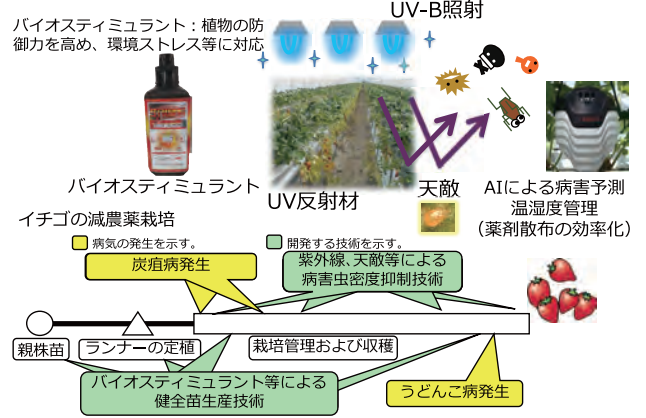 UV-B照射
バイオスティミュラント：植物の防
御力を高め、環境ストレス等に対応
バイオスティミュラント
UV反射材
天敵
AIによる病害予測
温湿度管理
（薬剤散布の効率化）
イチゴの減農薬栽培
病気の発生を示す。
開発する技術を示す。
炭疽病発生
紫外線、天敵等による
病害虫密度抑制技術
親株苗
ランナーの定植
栽培管理および収穫
バイオスティミュラント等による
健全苗生産技術
うどんこ病発生